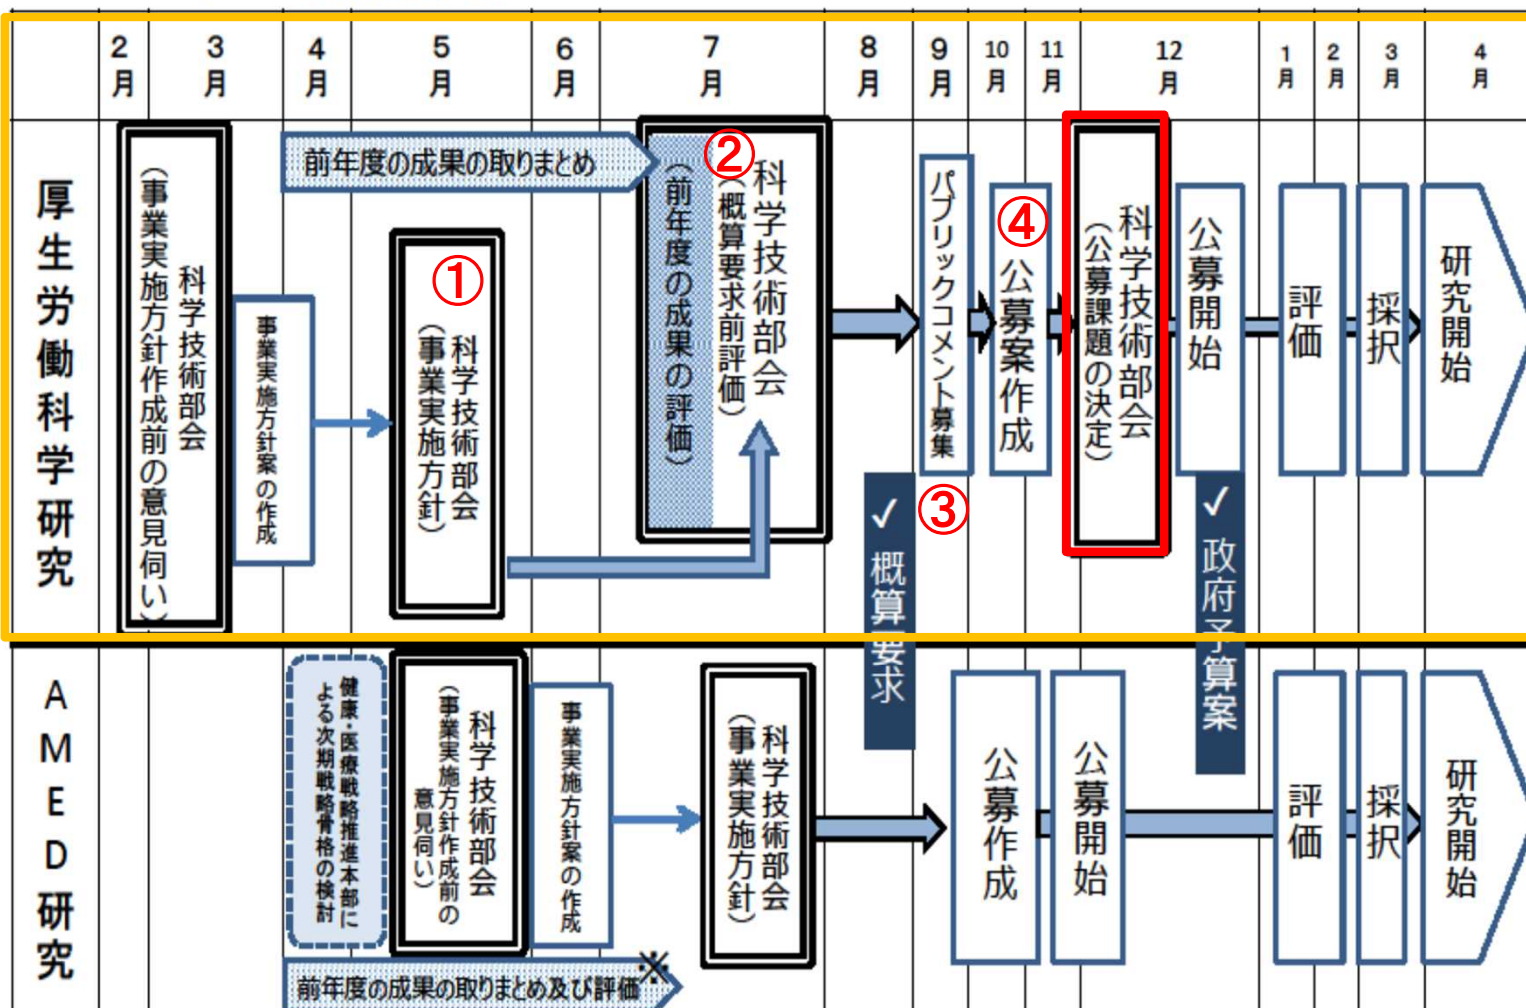 2月
3月
4月
5月
6月
7月
8月
9月
10月
11月
12月
1月
2月
3月
4月
厚生労働科学研究
科学技術部会
（事業実施方針作成前の意見伺い）
事業実施方針案の作成
前年度の成果の取りまとめ
①
科学技術部会
（事業実施方針）
②
科学技術部会
（概算要求前評価）
（前年度の成果の評価）
✓概算要求
パブリックコメント募集
③
④
公募案作成
科学技術部会
（公募課題の決定）
公募開始
✓政府予算案
評価
採択
研究開始
AMED研究
健康・医療戦略推進本部に
よる次期戦略骨格の検討
科学技術部会
（事業実施方針作成前の
意見伺い）
事業実施方針案の作成
科学技術部会
（事業実施方針）
公募作成
公募開始
評価
採択
研究開始
前年度の成果の取りまとめ及び評価※